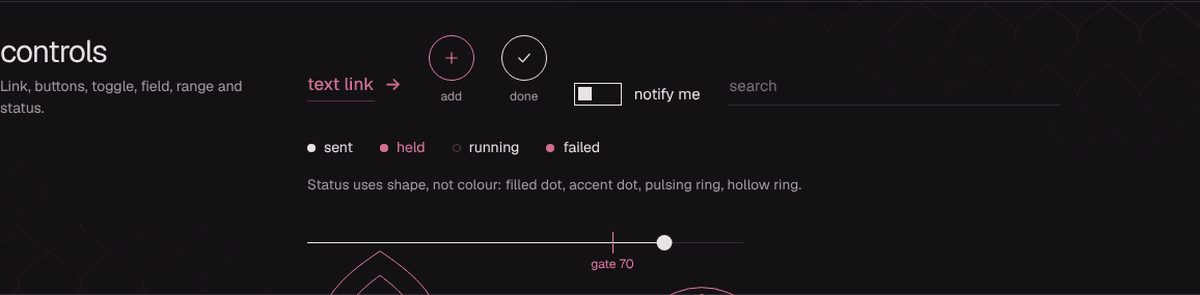 controls
Link, buttons, toggle, field, range and
status.
text link →
add
done
notify me
search
sent
held
running
failed
Status uses shape, not colour: filled dot, accent dot, pulsing ring, hollow ring.
gate 70